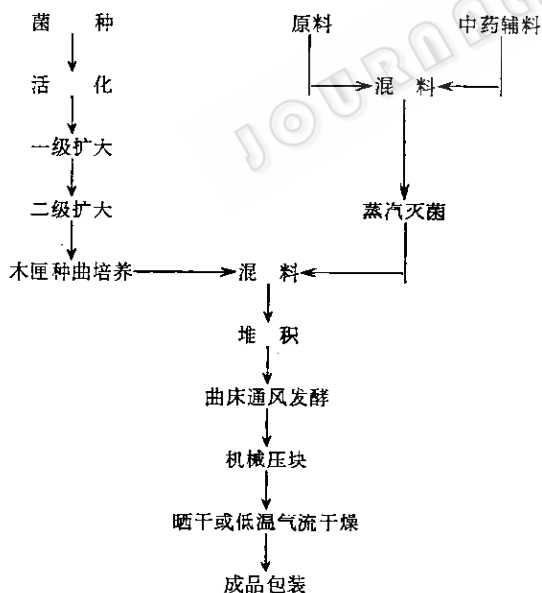 菌 种
原料
中药辅料
活 化
混 料
一级扩大
二级扩大
蒸汽灭菌
木匣种曲培养
混 料
堆 积
曲床通风发酵
机械压块
晒干或低温气流干燥
成品包装
JOURNA